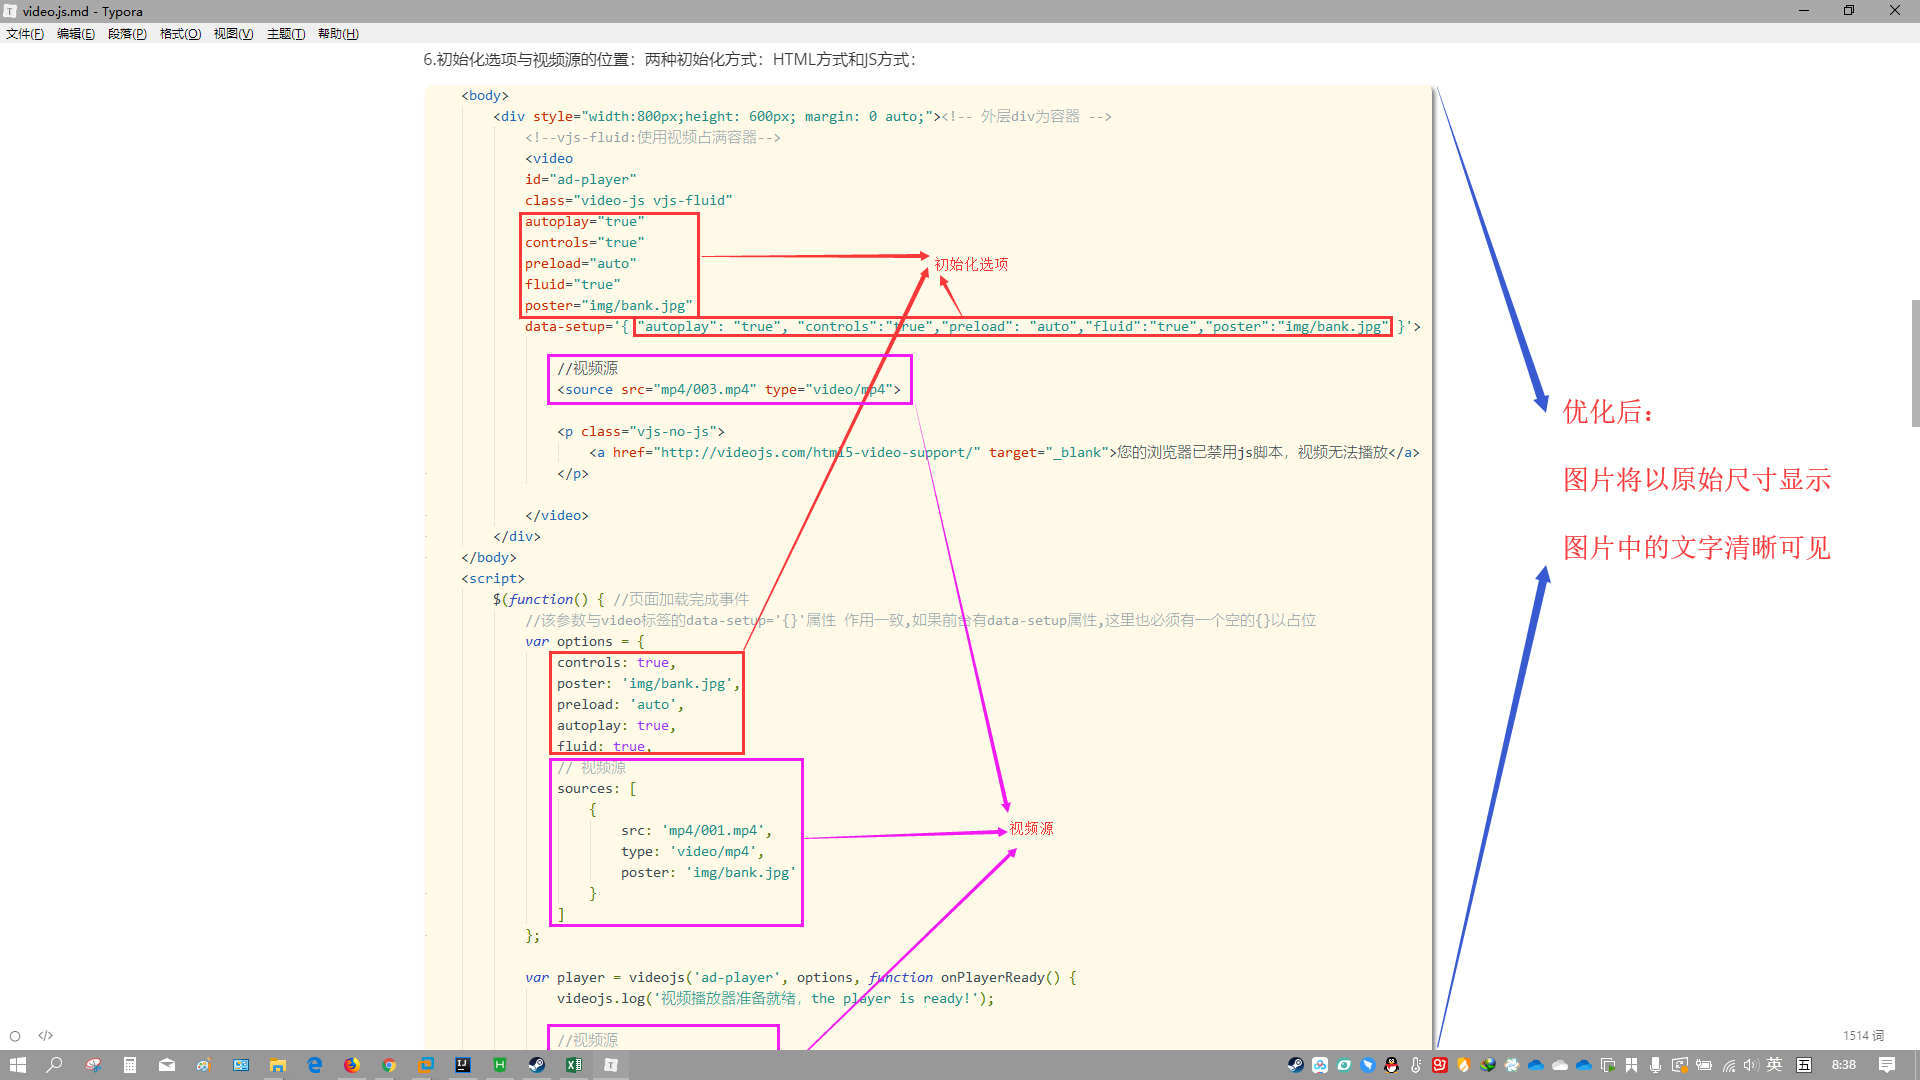 video.js.md - Typora
文件(F) 编辑(E) 段落(P) 格式(O) 视图(V) 主题(T) 帮助(H)
6.初始化选项与视频源的位置：两种初始化方式：HTML方式和JS方式：
<body>
<div style="width:800px;height: 600px; margin: 0 auto;"><!-- 外层div为容器 -->
<!--vjs-fluid:使用视频占满容器-->
<video
id="ad-player"
class="video-js vjs-fluid"
autoplay="true"
controls="true"
preload="auto"
初始化选项
fluid="true"
poster="img/bank.jpg"
data-setup='{ "autoplay": "true", "controls":"true","preload": "auto","fluid":"true","poster":"img/bank.jpg" }'>
//视频源
<source src="mp4/003.mp4" type="video/mp4">
<p class="vjs-no-js">
<a href="http://videojs.com/html5-video-support/" target="_blank">您的浏览器已禁用js脚本，视频无法播放</a>
</p>
</video>
</div>
</body>
<script>
$(function() { //页面加载完成事件
//该参数与video标签的data-setup='{}'属性 作用一致,如果前台有data-setup属性,这里也必须有一个空的{}以占位
var options = {
controls: true,
poster: 'img/bank.jpg',
preload: 'auto',
autoplay: true,
fluid: true,
// 视频源
sources: [
{
src: 'mp4/001.mp4',
视频源
type: 'video/mp4',
poster: 'img/bank.jpg'
}
]
};
var player = videojs('ad-player', options, function onPlayerReady() {
videojs.log('视频播放器准备就绪，the player is ready!');
//视频源
优化后：
图片将以原始尺寸显示
图片中的文字清晰可见
1514 词
英 五 8:38